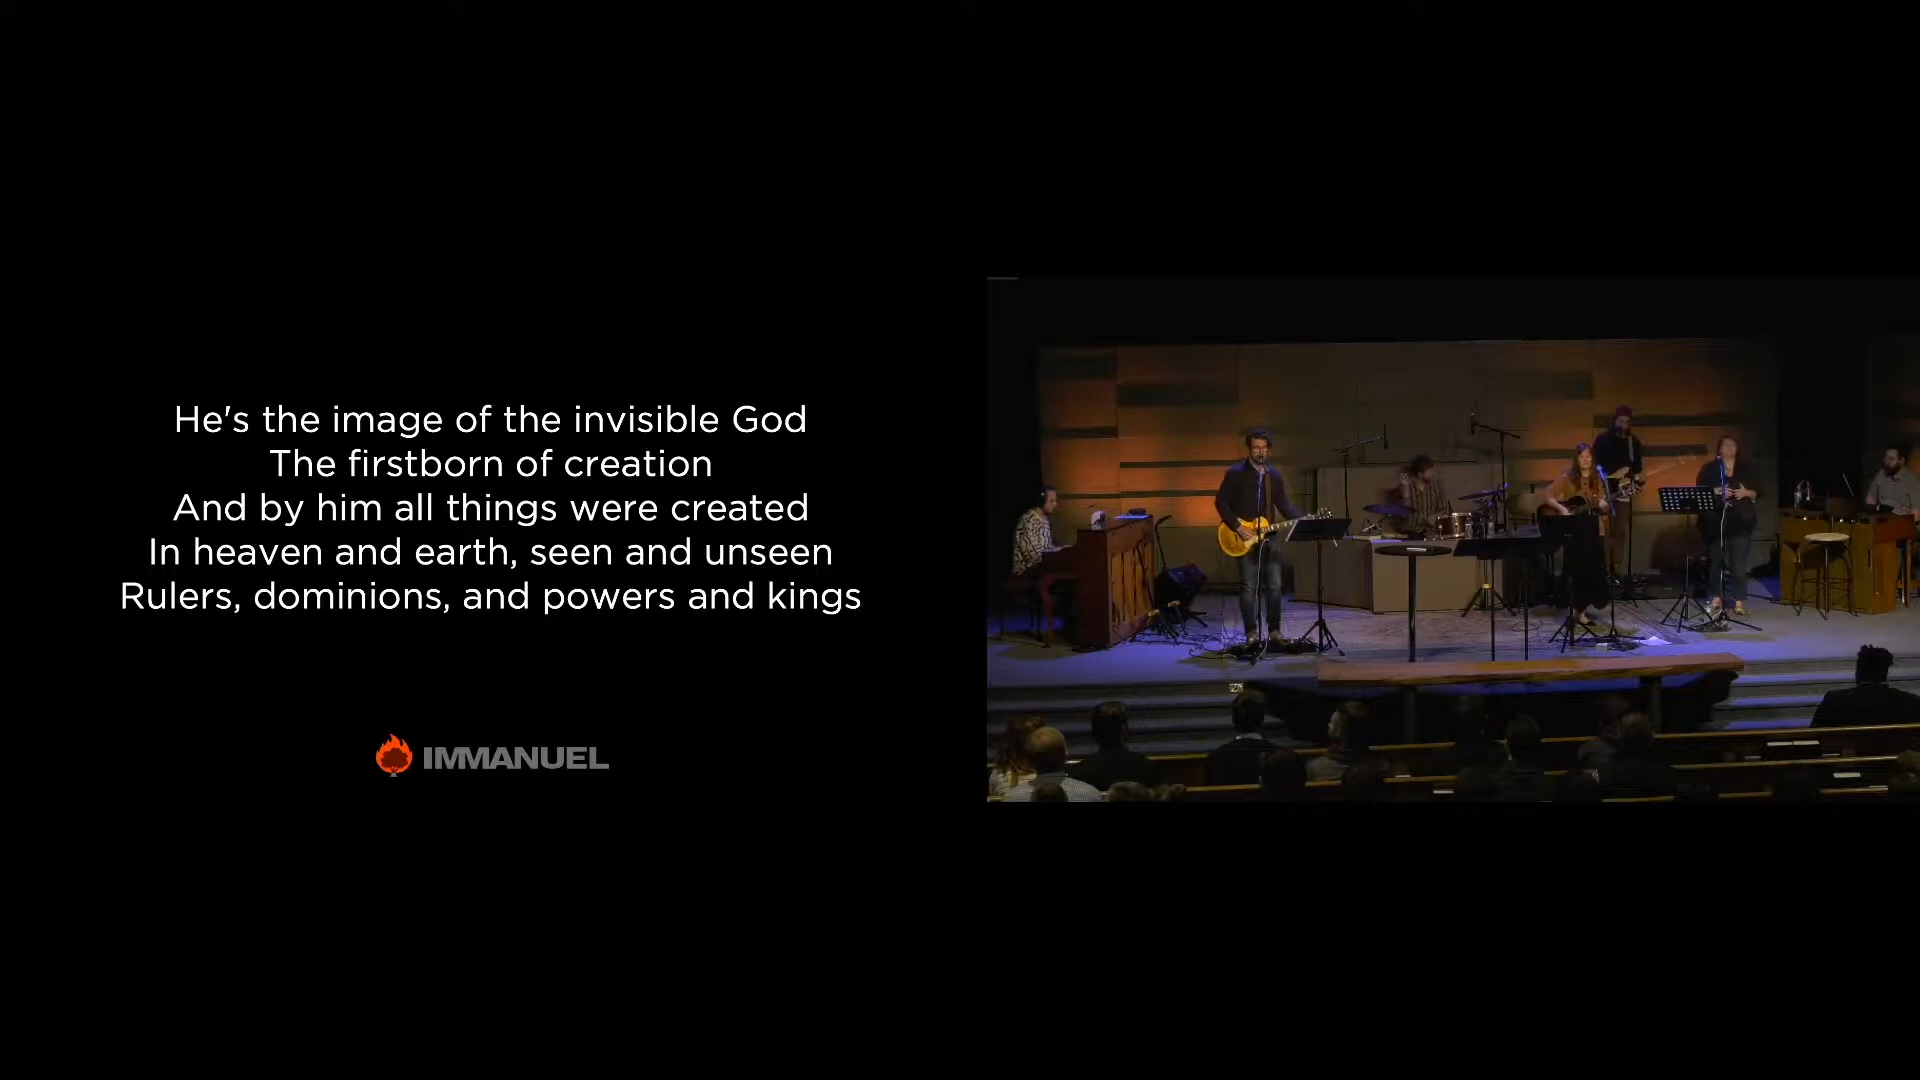 He's the image of the invisible God
The firstborn of creation
And by him all things were created
In heaven and earth, seen and unseen
Rulers, dominions, and powers and kings
IMMANUEL